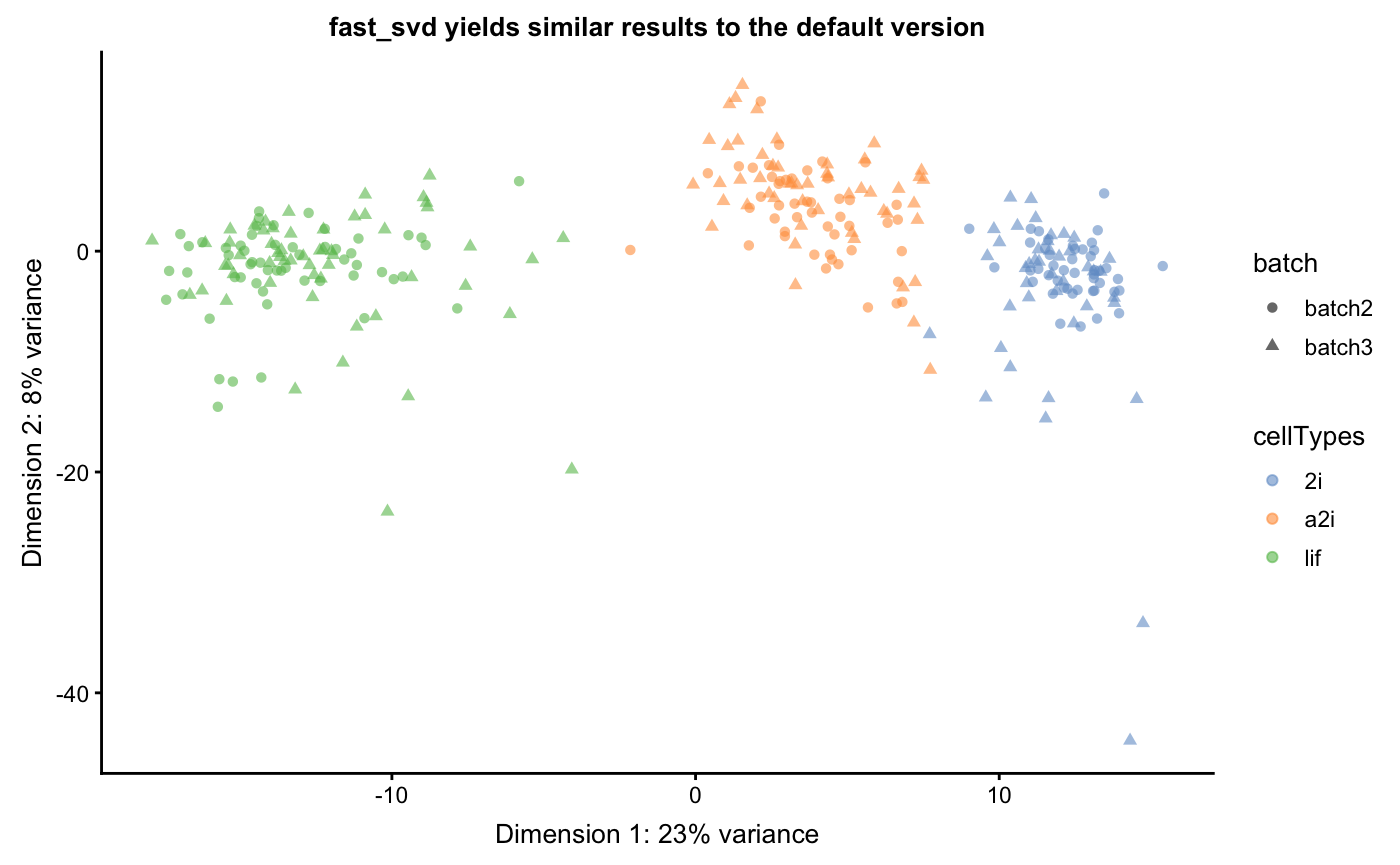 fast_svd yields similar results to the default version
Dimension 2: 8% variance
0
-20
-40
-10
0
10
Dimension 1: 23% variance
batch
batch2
batch3
cellTypes
2i
a2i
lif